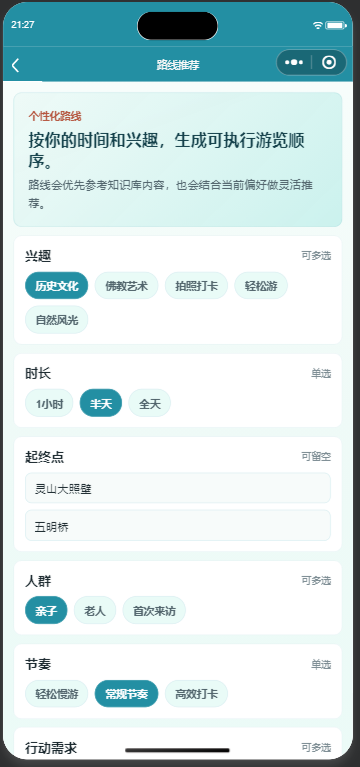 21:27
路线推荐
个性化路线
按你的时间和兴趣，生成可执行游览顺
序。
路线会优先参考知识库内容，也会结合当前偏好做灵活推
荐。
兴趣 可多选
历史文化 佛教艺术 拍照打卡 轻松游
自然风光
时长 单选
1小时 半天 全天
起终点 可留空
灵山大照壁
五明桥
人群 可多选
亲子 老人 首次来访
节奏 单选
轻松慢游 常规节奏 高效打卡
行动需求 可多选